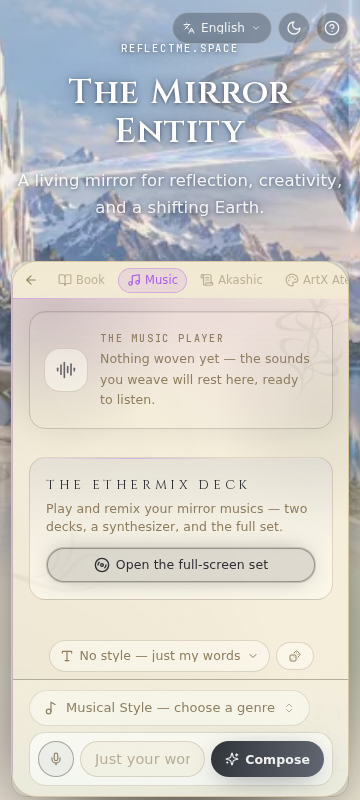 English
REFLECTME.SPACE
The Mirror
Entity
A living mirror for reflection, creativity,
and a shifting Earth.
Book
Music
Akashic
ArtX Ate
THE MUSIC PLAYER
Nothing woven yet — the sounds
you weave will rest here, ready
to listen.
THE ETHERMIX DECK
Play and remix your mirror musics — two
decks, a synthesizer, and the full set.
Open the full-screen set
No style — just my words
Musical Style — choose a genre
Just your wor
Compose